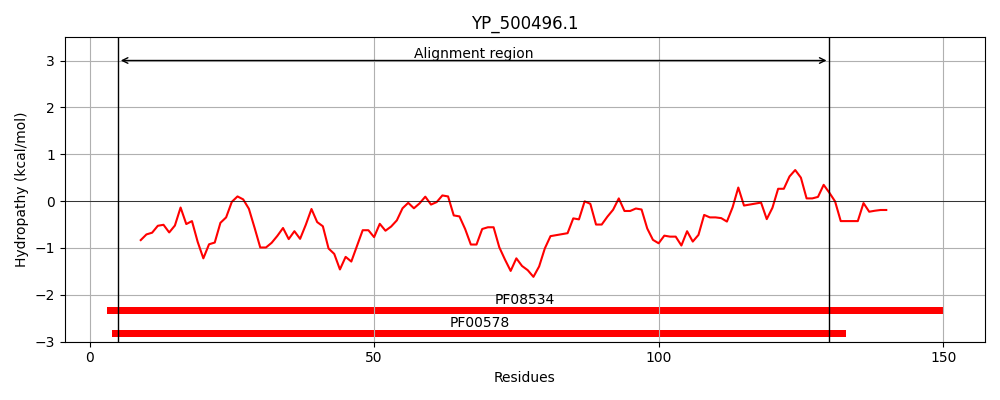 YP_500496.1
Alignment region
3
2
1
0
−1
−2
−3
Hydropathy (kcal/mol)
PF08534
PF00578
0
50
100
150
Residues